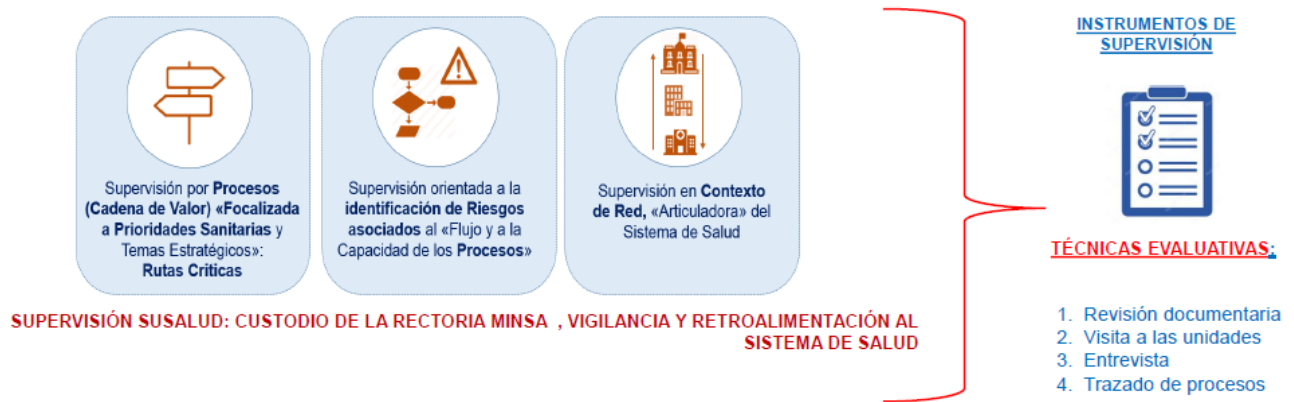 Supervisión por Procesos
(Cadena de Valor) «Focalizada
a Prioridades Sanitarias y
Temas Estratégicos»:
Rutas Criticas
Supervisión orientada a la
identificación de Riesgos
asociados al «Flujo y a la
Capacidad de los Procesos»
Supervisión en Contexto
de Red, «Articuladora» del
Sistema de Salud
SUPERVISIÓN SUSALUD: CUSTODIO DE LA RECTORIA MINSA , VIGILANCIA Y RETROALIMENTACIÓN AL
SISTEMA DE SALUD
INSTRUMENTOS DE
SUPERVISIÓN
TÉCNICAS EVALUATIVAS:
1. Revisión documentaria
2. Visita a las unidades
3. Entrevista
4. Trazado de procesos